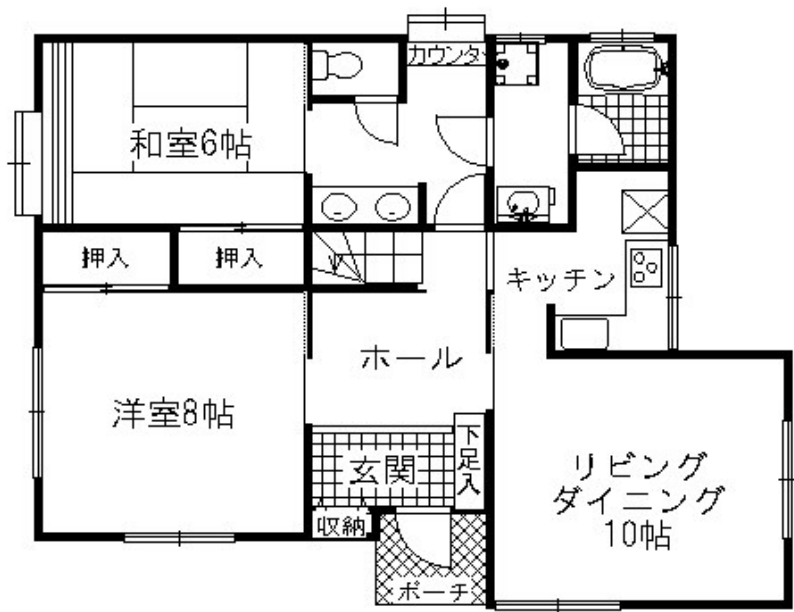 カウンター
和室6帖
押入
押入
キッチン
ホール
洋室8帖
下足入
玄関
リビング
ダイニング
10帖
収納
ポーチ